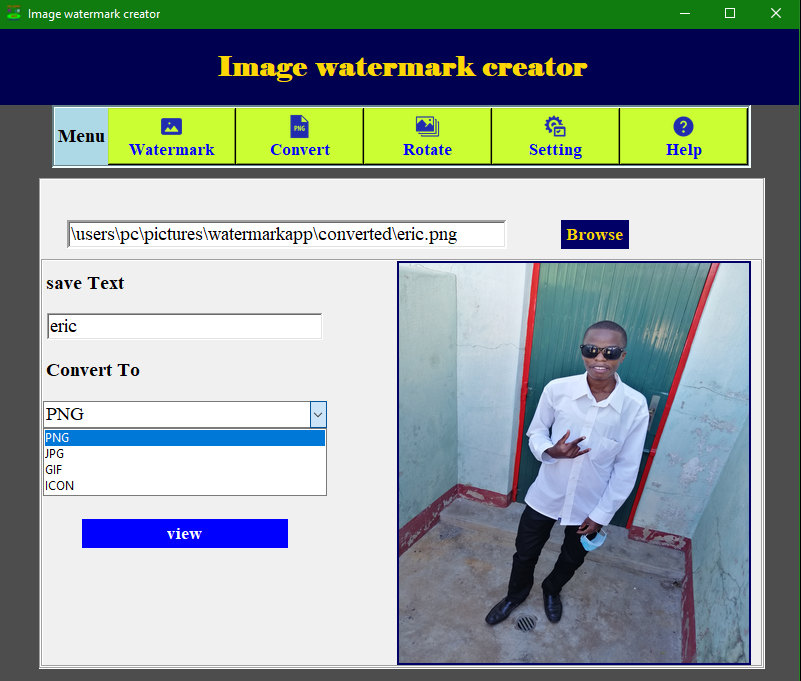 Image watermark creator
Image watermark creator
Menu
Watermark
PNG
Convert
Rotate
Setting
?
Help
\users\pc\pictures\watermarkapp\converted\eric.png
Browse
save Text
eric
Convert To
PNG
PNG
JPG
GIF
ICON
view